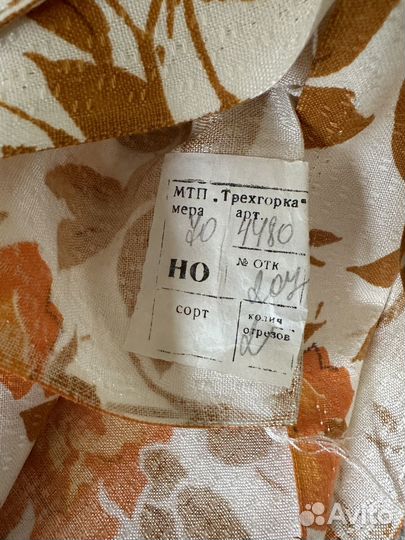 МТП „Трехгорка"
мера 20 арт. 4480
НО № ОТК 204
сорт колич отрезов 2
Avito